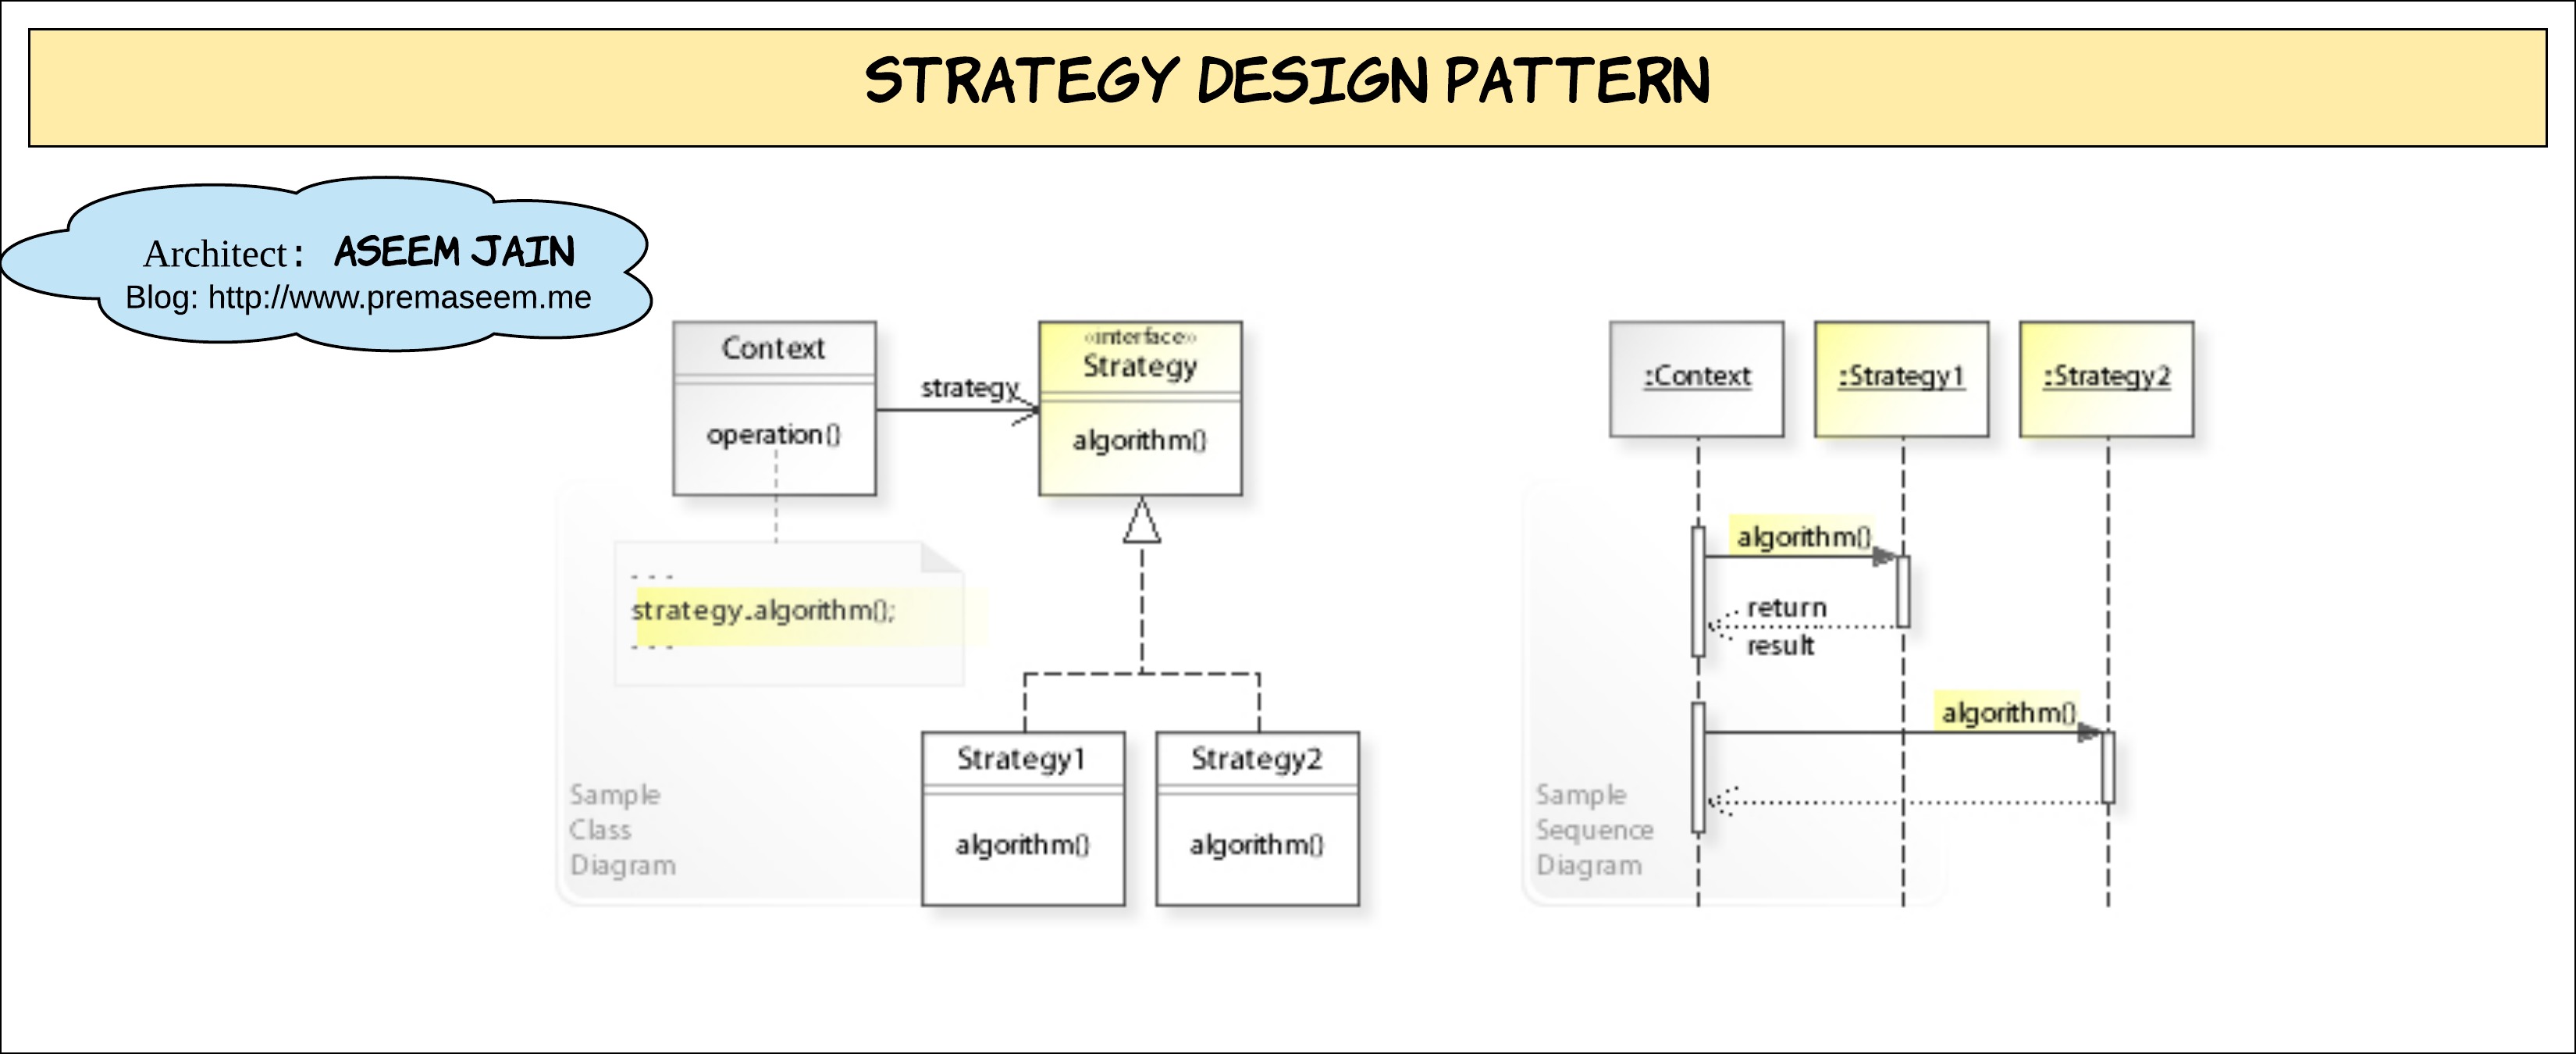 STRATEGY DESIGN PATTERN
Architect: ASEEM JAIN
Blog: http://www.premaseem.me
Context
operation()
strategy
«interface»
Strategy
algorithm()
- - -
strategy.algorithm();
- - -
Strategy1
algorithm()
Strategy2
algorithm()
Sample
Class
Diagram
:Context
:Strategy1
:Strategy2
algorithm()
return
result
algorithm()
Sample
Sequence
Diagram